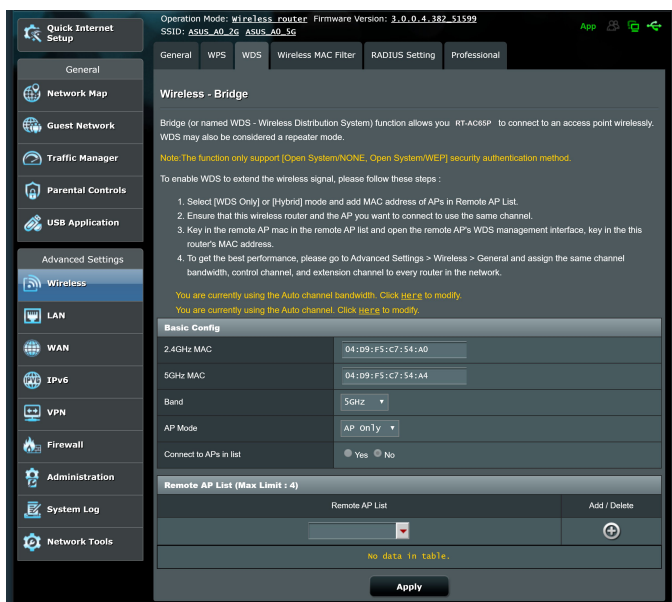 Quick Internet
Setup
Operation Mode: Wireless router Firmware Version: 3.0.0.4.382_51599
SSID: ASUS_A0_2G ASUS_A0_5G
App
General WPS WDS Wireless MAC Filter RADIUS Setting Professional
General
Network Map
Guest Network
Traffic Manager
Parental Controls
USB Application
Advanced Settings
Wireless
LAN
WAN
IPv6
VPN
Firewall
Administration
System Log
Network Tools
Wireless - Bridge
Bridge (or named WDS - Wireless Distribution System) function allows you RT-AC65P to connect to an access point wirelessly.
WDS may also be considered a repeater mode.
Note:The function only support [Open System/NONE, Open System/WEP] security authentication method.
To enable WDS to extend the wireless signal, please follow these steps :
1. Select [WDS Only] or [Hybrid] mode and add MAC address of APs in Remote AP List.
2. Ensure that this wireless router and the AP you want to connect to use the same channel.
3. Key in the remote AP mac in the remote AP list and open the remote AP's WDS management interface, key in the this
router's MAC address.
4. To get the best performance, please go to Advanced Settings > Wireless > General and assign the same channel
bandwidth, control channel, and extension channel to every router in the network.
You are currently using the Auto channel bandwidth. Click Here to modify.
You are currently using the Auto channel. Click Here to modify.
Basic Config
2.4GHz MAC 04:D9:F5:C7:54:A0
5GHz MAC 04:D9:F5:C7:54:A4
Band 5GHz
AP Mode AP Only
Connect to APs in list Yes No
Remote AP List (Max Limit : 4)
Remote AP List Add / Delete
No data in table.
Apply